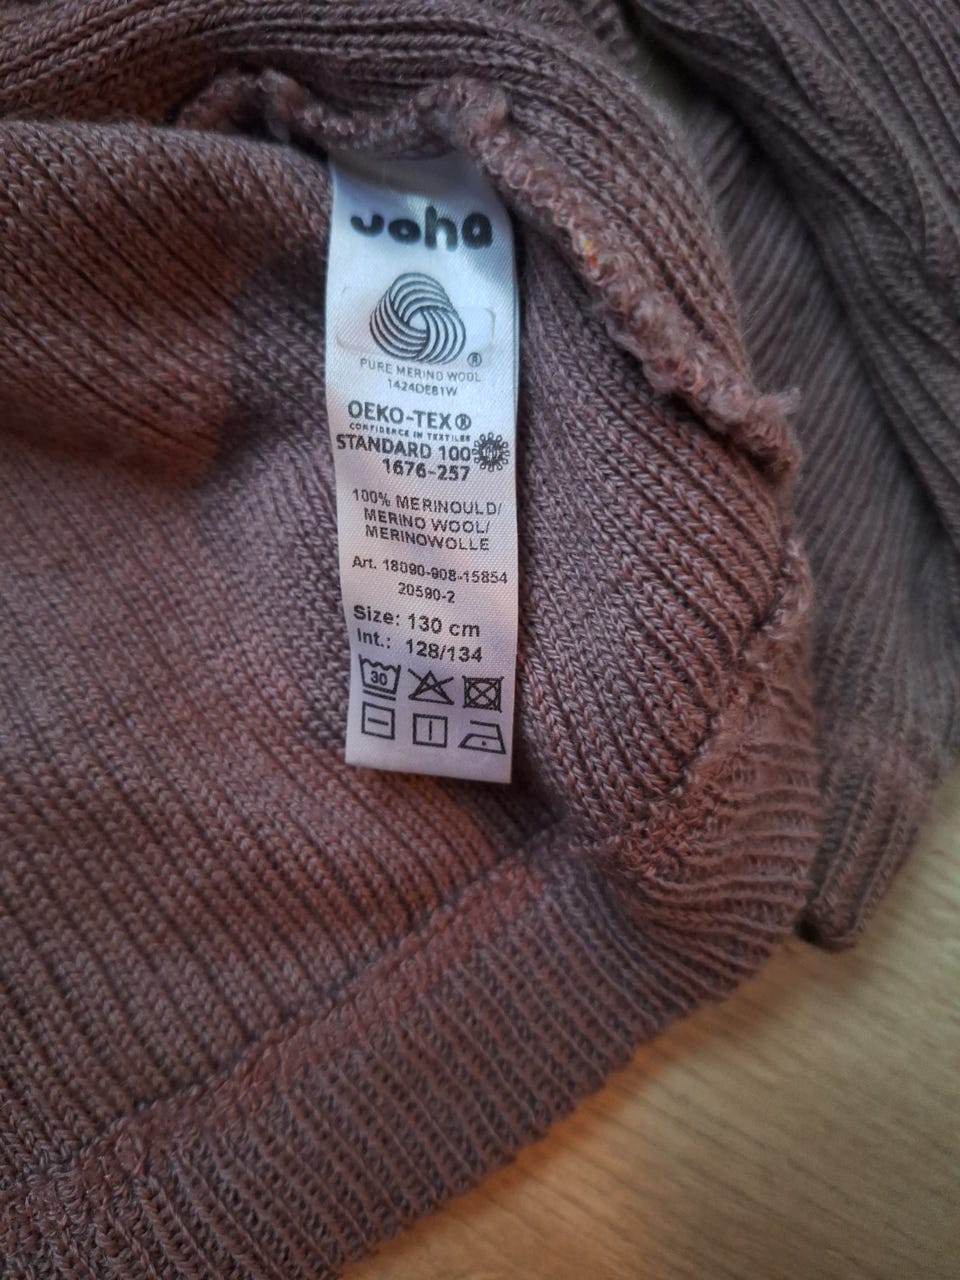 Joha
®
PURE MERINO WOOL
1424DE81W
OEKO-TEX®
CONFIDENCE IN TEXTILES
STANDARD 100
1676-257
100% MERINOULD/
MERINO WOOL/
MERINOWOLLE
Art. 18090-908-15854
20590-2
Size: 130 cm
Int.: 128/134
30